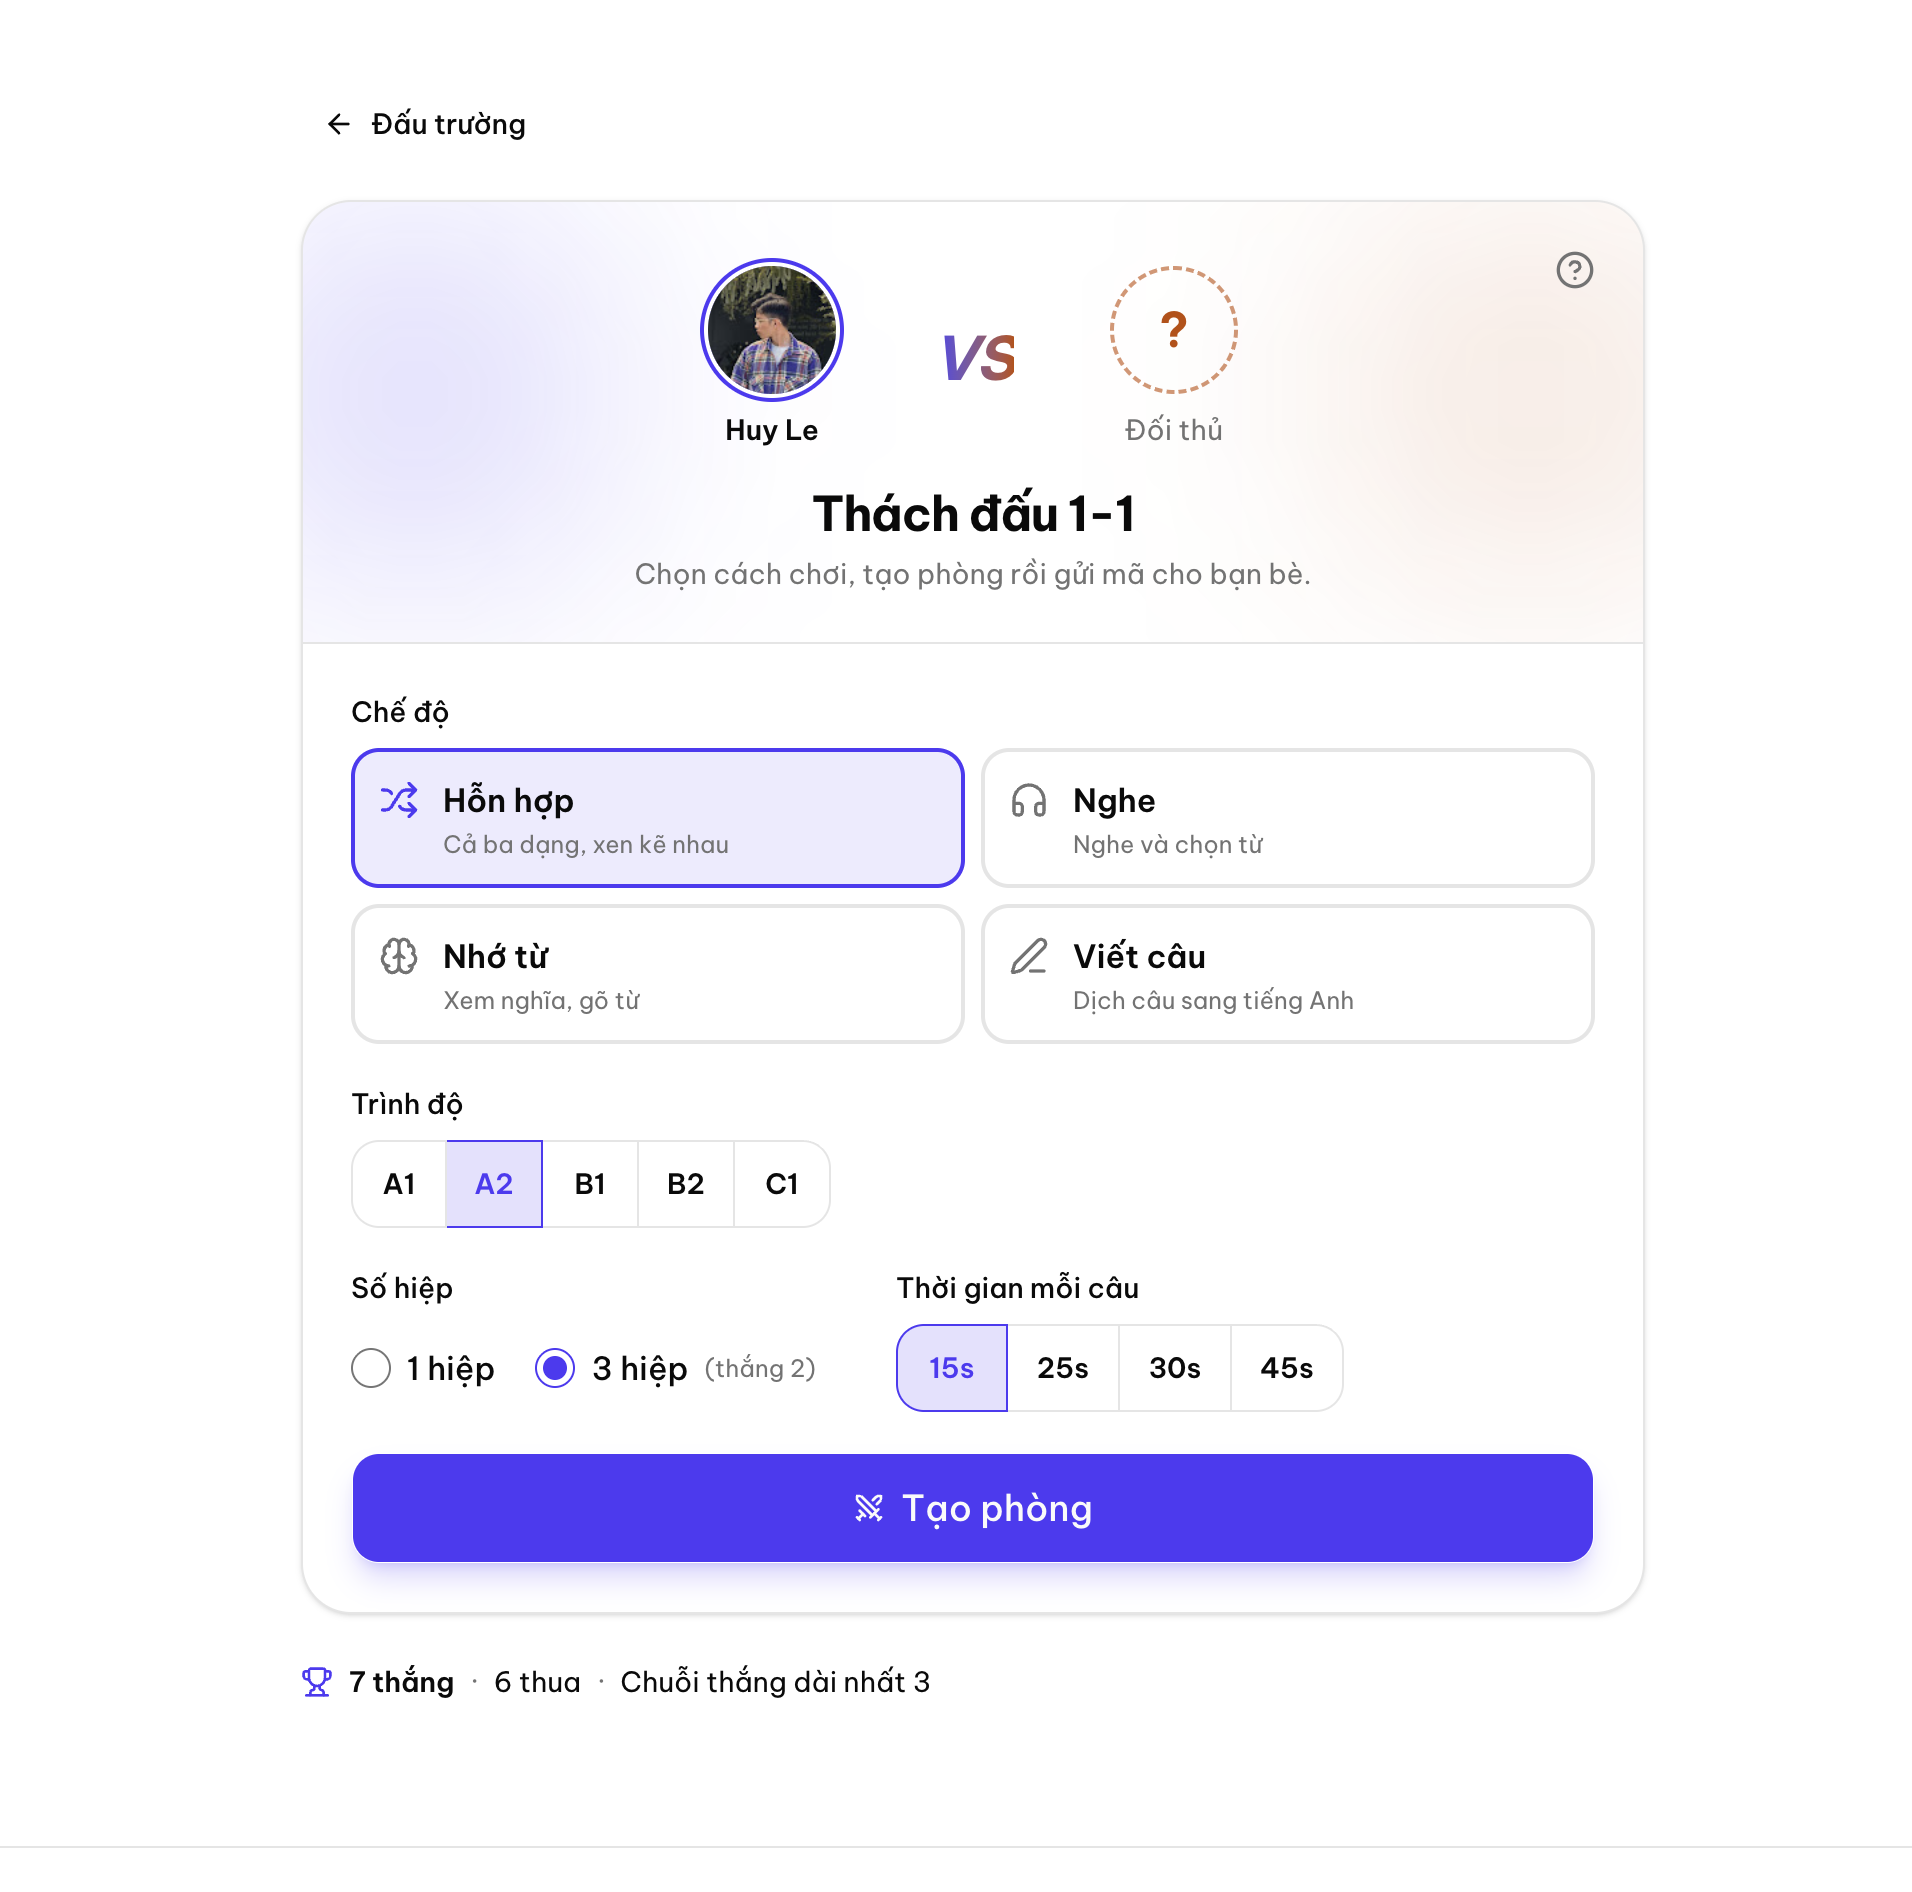 Đấu trường
VS
?
Huy Le
Đối thủ
Thách đấu 1-1
Chọn cách chơi, tạo phòng rồi gửi mã cho bạn bè.
Chế độ
Hỗn hợp
Cả ba dạng, xen kẽ nhau
Nghe
Nghe và chọn từ
Nhớ từ
Xem nghĩa, gõ từ
Viết câu
Dịch câu sang tiếng Anh
Trình độ
A1 A2 B1 B2 C1
Số hiệp
1 hiệp 3 hiệp (thắng 2)
Thời gian mỗi câu
15s 25s 30s 45s
Tạo phòng
7 thắng · 6 thua · Chuỗi thắng dài nhất 3